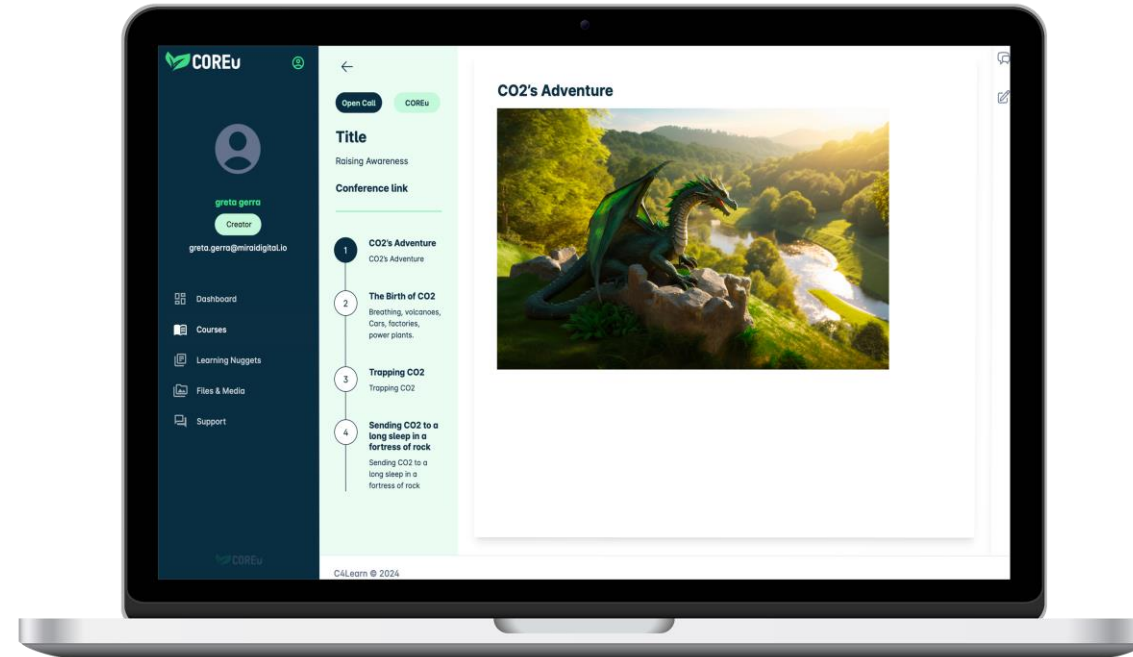 COREu
greta gerra
Creator
greta.gerra@miraidigital.io
Dashboard
Courses
Learning Nuggets
Files & Media
Support
COREu
Open Call
COREu
Title
Raising Awareness
Conference link
1
CO2's Adventure
CO2's Adventure
2
The Birth of CO2
Breathing, volcanoes,
Cars, factories,
power plants.
3
Trapping CO2
Trapping CO2
4
Sending CO2 to a
long sleep in a
fortress of rock
Sending CO2 to a
long sleep in a
fortress of rock
CO2's Adventure
C4Learn © 2024